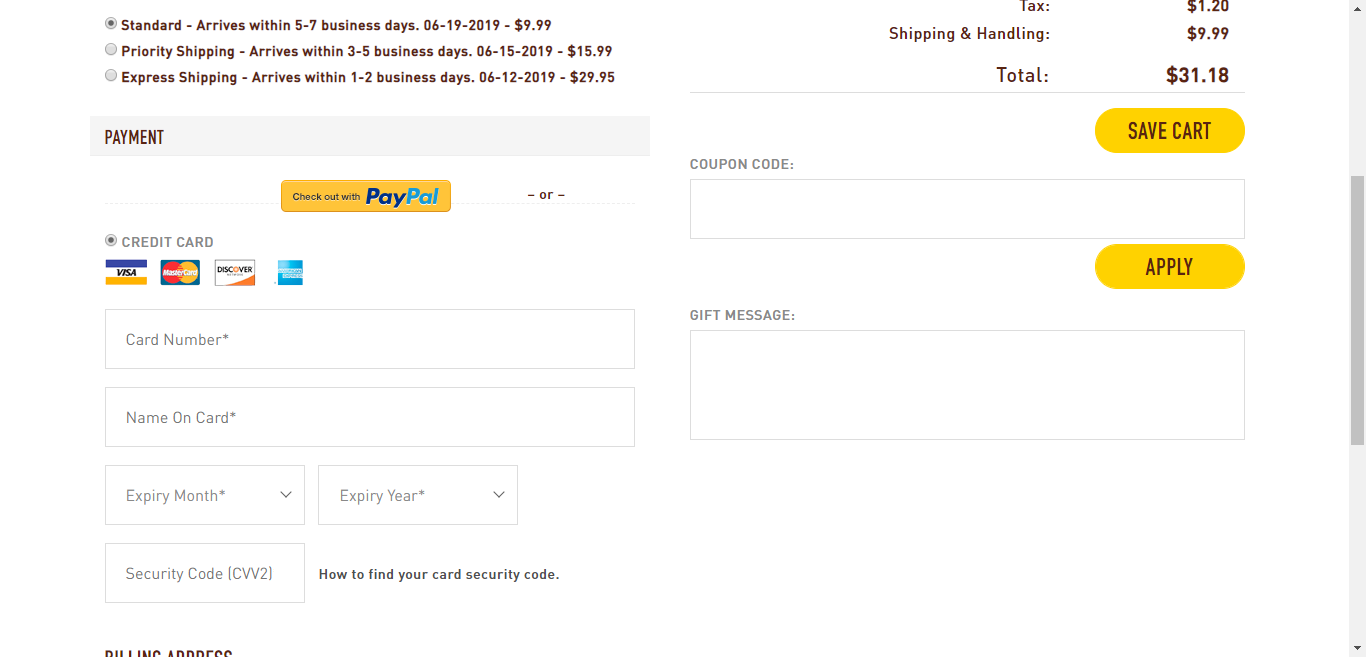 Standard - Arrives within 5-7 business days. 06-19-2019 - $9.99
Priority Shipping - Arrives within 3-5 business days. 06-15-2019 - $15.99
Express Shipping - Arrives within 1-2 business days. 06-12-2019 - $29.95
PAYMENT
Check out with PayPal
– or –
CREDIT CARD
VISA MasterCard DISCOVER
Card Number*
Name On Card*
Expiry Month* Expiry Year*
Security Code (CVV2) How to find your card security code.
BILLING ADDRESS
Tax: $1.20
Shipping & Handling: $9.99
Total: $31.18
SAVE CART
COUPON CODE:
APPLY
GIFT MESSAGE: